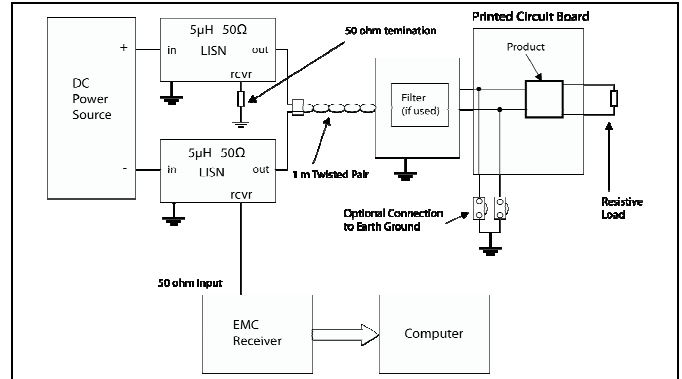 Printed Circuit Board
5µH 50Ω
50 ohm temination
+
in
out
LISN
Product
rcvr
DC
Power
Source
Filter
(if used)
5µH 50Ω
-
in
out
LISN
1 m Twisted Pair
rcvr
Resistive
Load
Optional Connection
to Earth Ground
50 ohm input
EMC
Receiver
Computer